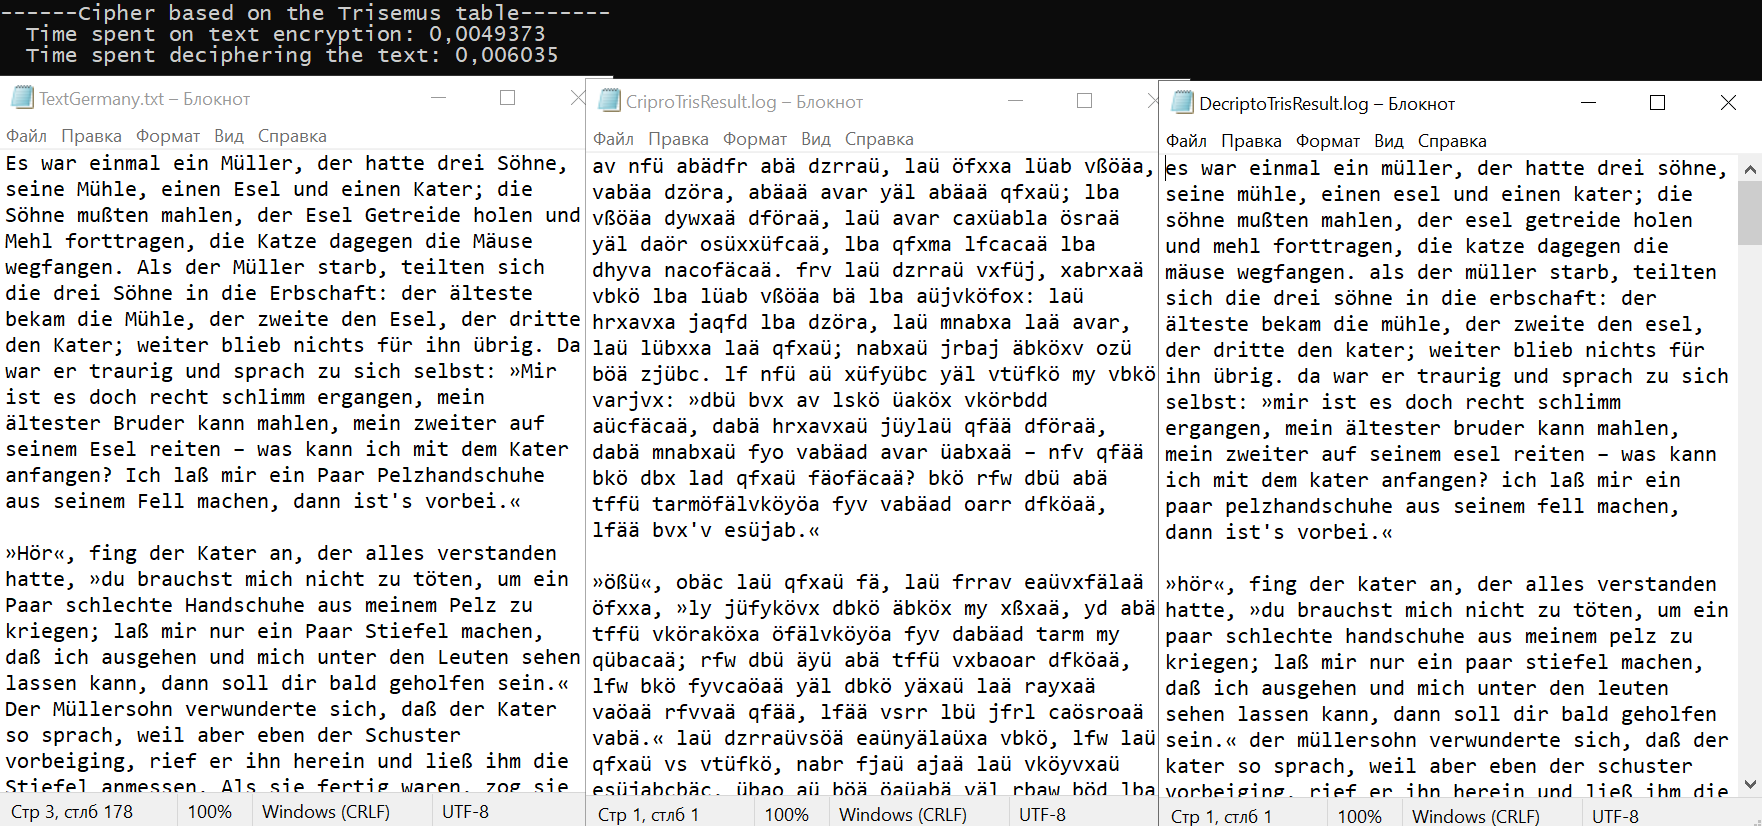 ------Cipher based on the Trisemus table-------
Time spent on text encryption: 0,0049373
Time spent deciphering the text: 0,006035
TextGermany.txt – Блокнот
Файл Правка Формат Вид Справка
Es war einmal ein Müller, der hatte drei Söhne,
seine Mühle, einen Esel und einen Kater; die
Söhne mußten mahlen, der Esel Getreide holen und
Mehl forttragen, die Katze dagegen die Mäuse
wegfangen. Als der Müller starb, teilten sich
die drei Söhne in die Erbschaft: der älteste
bekam die Mühle, der zweite den Esel, der dritte
den Kater; weiter blieb nichts für ihn übrig. Da
war er traurig und sprach zu sich selbst: »Mir
ist es doch recht schlimm ergangen, mein
ältester Bruder kann mahlen, mein zweiter auf
seinem Esel reiten – was kann ich mit dem Kater
anfangen? Ich laß mir ein Paar Pelzhandschuhe
aus seinem Fell machen, dann ist's vorbei.«
»Hör«, fing der Kater an, der alles verstanden
hatte, »du brauchst mich nicht zu töten, um ein
Paar schlechte Handschuhe aus meinem Pelz zu
kriegen; laß mir nur ein Paar Stiefel machen,
daß ich ausgehen und mich unter den Leuten sehen
lassen kann, dann soll dir bald geholfen sein.«
Der Müllersohn verwunderte sich, daß der Kater
so sprach, weil aber eben der Schuster
vorbeiging, rief er ihn herein und ließ ihm die
Stiefel anmessen. Als sie fertig waren, zog sie
Стр 3, стлб 178 100% Windows (CRLF) UTF-8
CriproTrisResult.log – Блокнот
Файл Правка Формат Вид Справка
av nfü abädfr abä dzrraü, laü öfxxa lüab vßöäa,
vabäa dzöra, abäaä avar yäl abäaä qfxaü; lba
vßöäa dywxaä dföraä, laü avar caxüabla ösraä
yäl daör osüxxüfcaä, lba qfxma lfcacaä lba
dhyva nacofäcaä. frv laü dzrraü vxfüj, xabrxaä
vbkö lba lüab vßöäa bä lba aüjvköfox: laü
hrxavxa jaqfd lba dzöra, laü mnabxa laä avar,
laü lübxxa laä qfxaü; nabxaü jrbaj äbköxv ozü
böä zjübc. lf nfü aü xüfyübc yäl vtüfkö my vbkö
varjvx: »dbü bvx av lskö üaköx vkörbdd
aücfäcaä, dabä hrxavxaü jüylaü qfää dföraä,
dabä mnabxaü fyo vabäad avar üabxaä – nfv qfää
bkö dbx lad qfxaü fäofäcaä? bkö rfw dbü abä
tffü tarmöfälvköyöa fyv vabäad oarr dfköaä,
lfää bvx'v esüjab.«
»ößü«, obäc laü qfxaü fä, laü frrav eaüvxfälaä
öfxxa, »ly jüfykövx dbkö äbköx my xßxaä, yd abä
tffü vköraköxa öfälvköyöa fyv dabäad tarm my
qübacaä; rfw dbü äyü abä tffü vxbaoar dfköaä,
lfw bkö fyvcaöaä yäl dbkö yäxaü laä rayxaä
vaöaä rfvvaä qfää, lfää vsrr lbü jfrl caösroaä
vabä.« laü dzrraüvsöä eaünyälaüxa vbkö, lfw laü
qfxaü vs vtüfkö, nabr fjaü ajaä laü vköyvxaü
esüjabcbäc, übao aü böä öaüabä yäl rbaw böd lba
Стр 1, стлб 1 100% Windows (CRLF) UTF-8
DecriptoTrisResult.log – Блокнот
Файл Правка Формат Вид Справка
es war einmal ein müller, der hatte drei söhne,
seine mühle, einen esel und einen kater; die
söhne mußten mahlen, der esel getreide holen
und mehl forttragen, die katze dagegen die
mäuse wegfangen. als der müller starb, teilten
sich die drei söhne in die erbschaft: der
älteste bekam die mühle, der zweite den esel,
der dritte den kater; weiter blieb nichts für
ihn übrig. da war er traurig und sprach zu sich
selbst: »mir ist es doch recht schlimm
ergangen, mein ältester bruder kann mahlen,
mein zweiter auf seinem esel reiten – was kann
ich mit dem kater anfangen? ich laß mir ein
paar pelzhandschuhe aus seinem fell machen,
dann ist's vorbei.«
»hör«, fing der kater an, der alles verstanden
hatte, »du brauchst mich nicht zu töten, um ein
paar schlechte handschuhe aus meinem pelz zu
kriegen; laß mir nur ein paar stiefel machen,
daß ich ausgehen und mich unter den leuten
sehen lassen kann, dann soll dir bald geholfen
sein.« der müllersohn verwunderte sich, daß der
kater so sprach, weil aber eben der schuster
vorbeiging, rief er ihn herein und ließ ihm die
Стр 1, стлб 1 100% Windows (CRLF) UTF-8